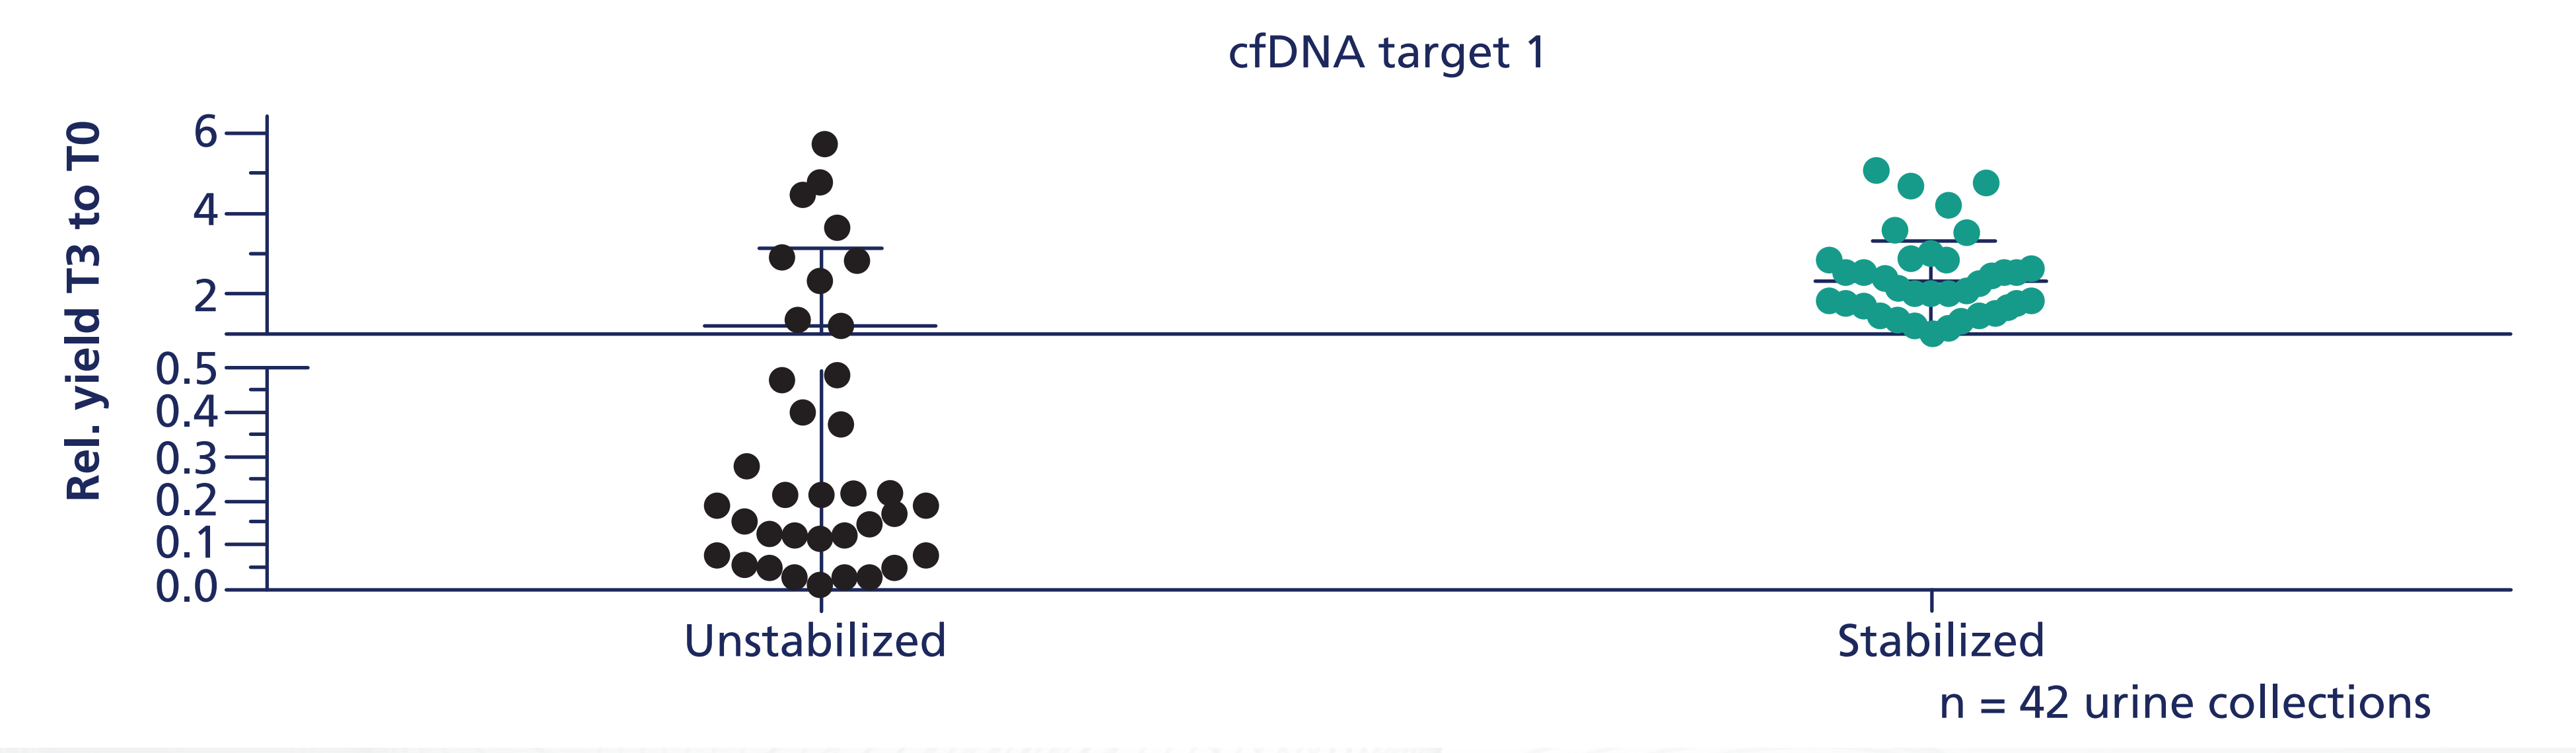 cfDNA target 1
Rel. yield T3 to T0
6
4
2
0.5
0.4
0.3
0.2
0.1
0.0
Unstabilized
Stabilized
n = 42 urine collections